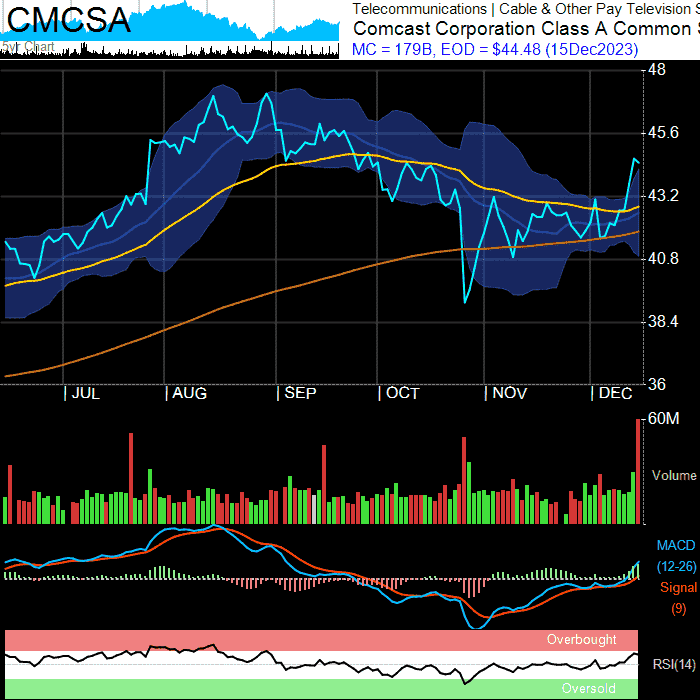 CMCSA
5yr Chart
Telecommunications | Cable & Other Pay Television S
Comcast Corporation Class A Common S
MC = 179B, EOD = $44.48 (15Dec2023)
48
45.6
43.2
40.8
38.4
36
| JUL | AUG | SEP | OCT | NOV | DEC
60M
Volume
MACD
(12-26)
Signal
(9)
Overbought
RSI(14)
Oversold